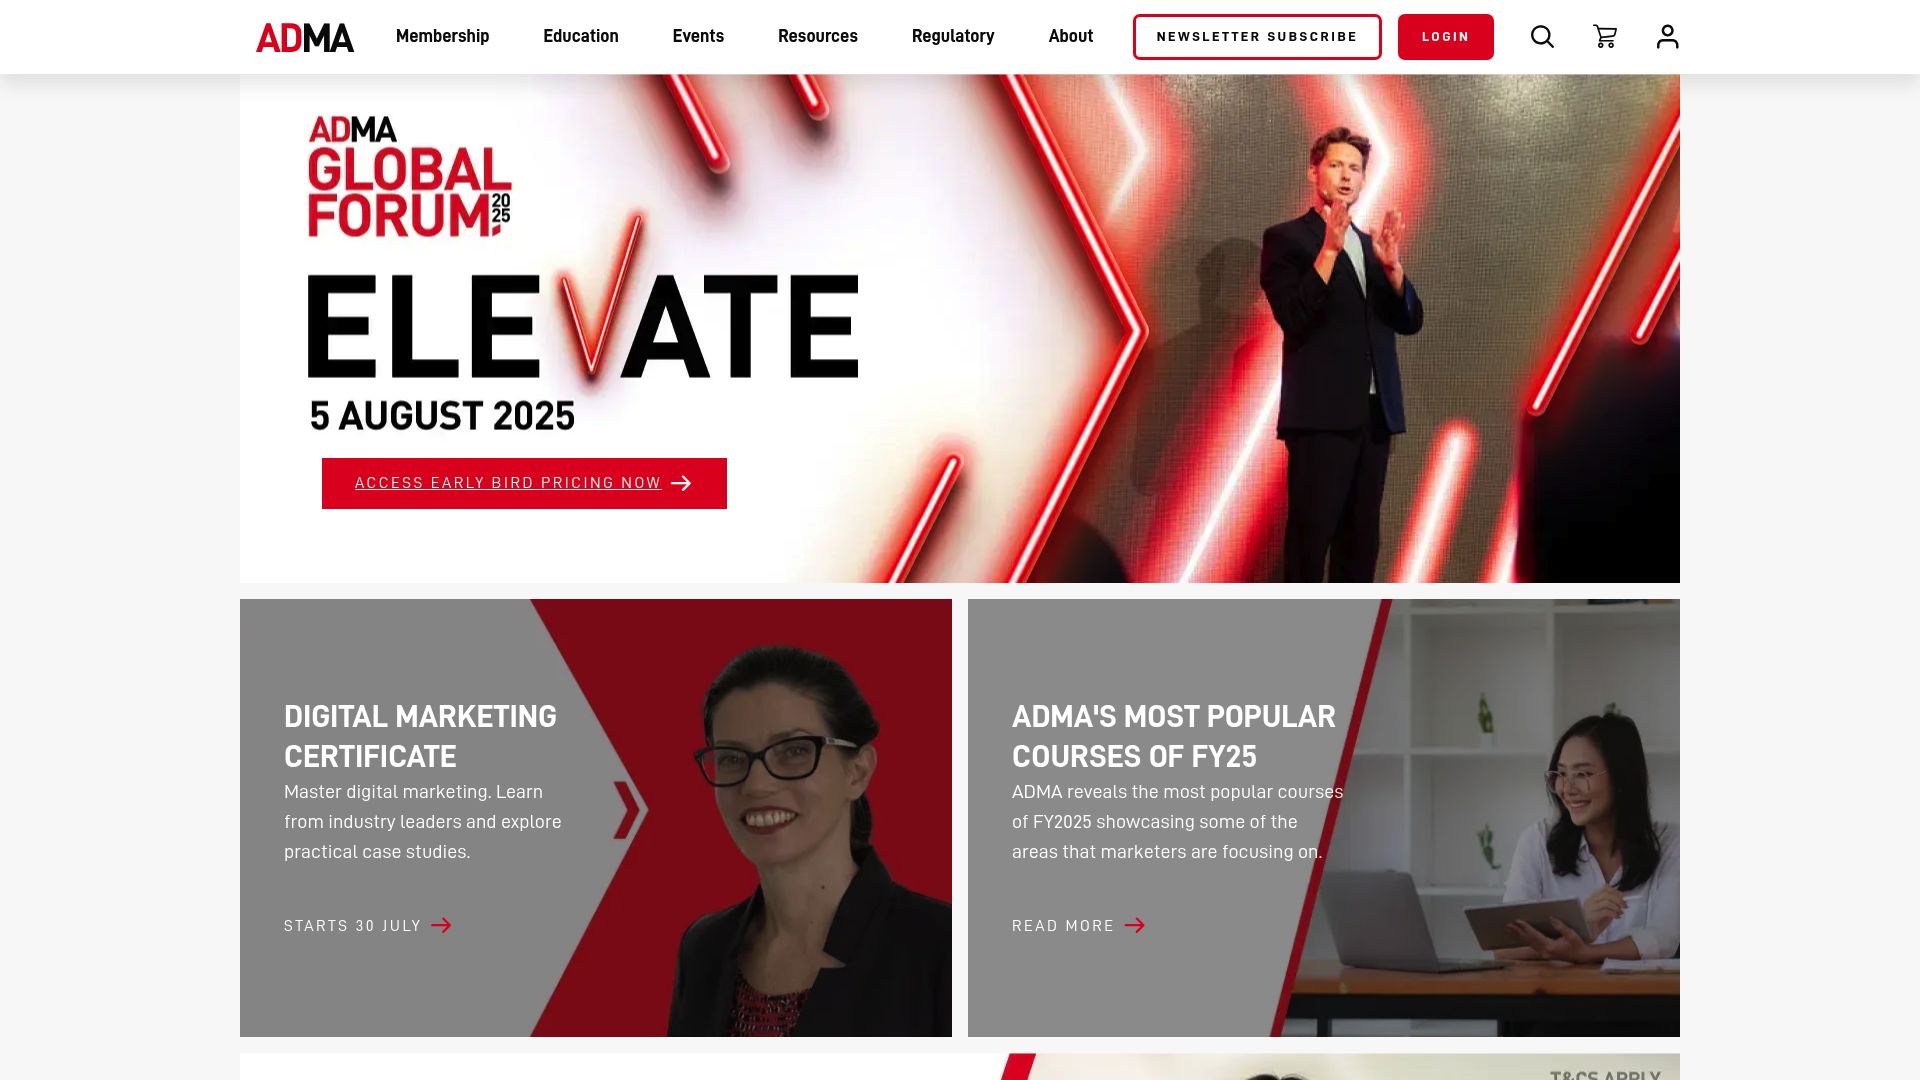 ADMA
Membership
Education
Events
Resources
Regulatory
About
NEWSLETTER SUBSCRIBE
LOGIN
ADMA
GLOBAL
FORUM 20
25
ELEVATE
5 AUGUST 2025
ACCESS EARLY BIRD PRICING NOW
DIGITAL MARKETING
CERTIFICATE
Master digital marketing. Learn
from industry leaders and explore
practical case studies.
STARTS 30 JULY
ADMA'S MOST POPULAR
COURSES OF FY25
ADMA reveals the most popular courses
of FY2025 showcasing some of the
areas that marketers are focusing on.
READ MORE
T&CS APPLY